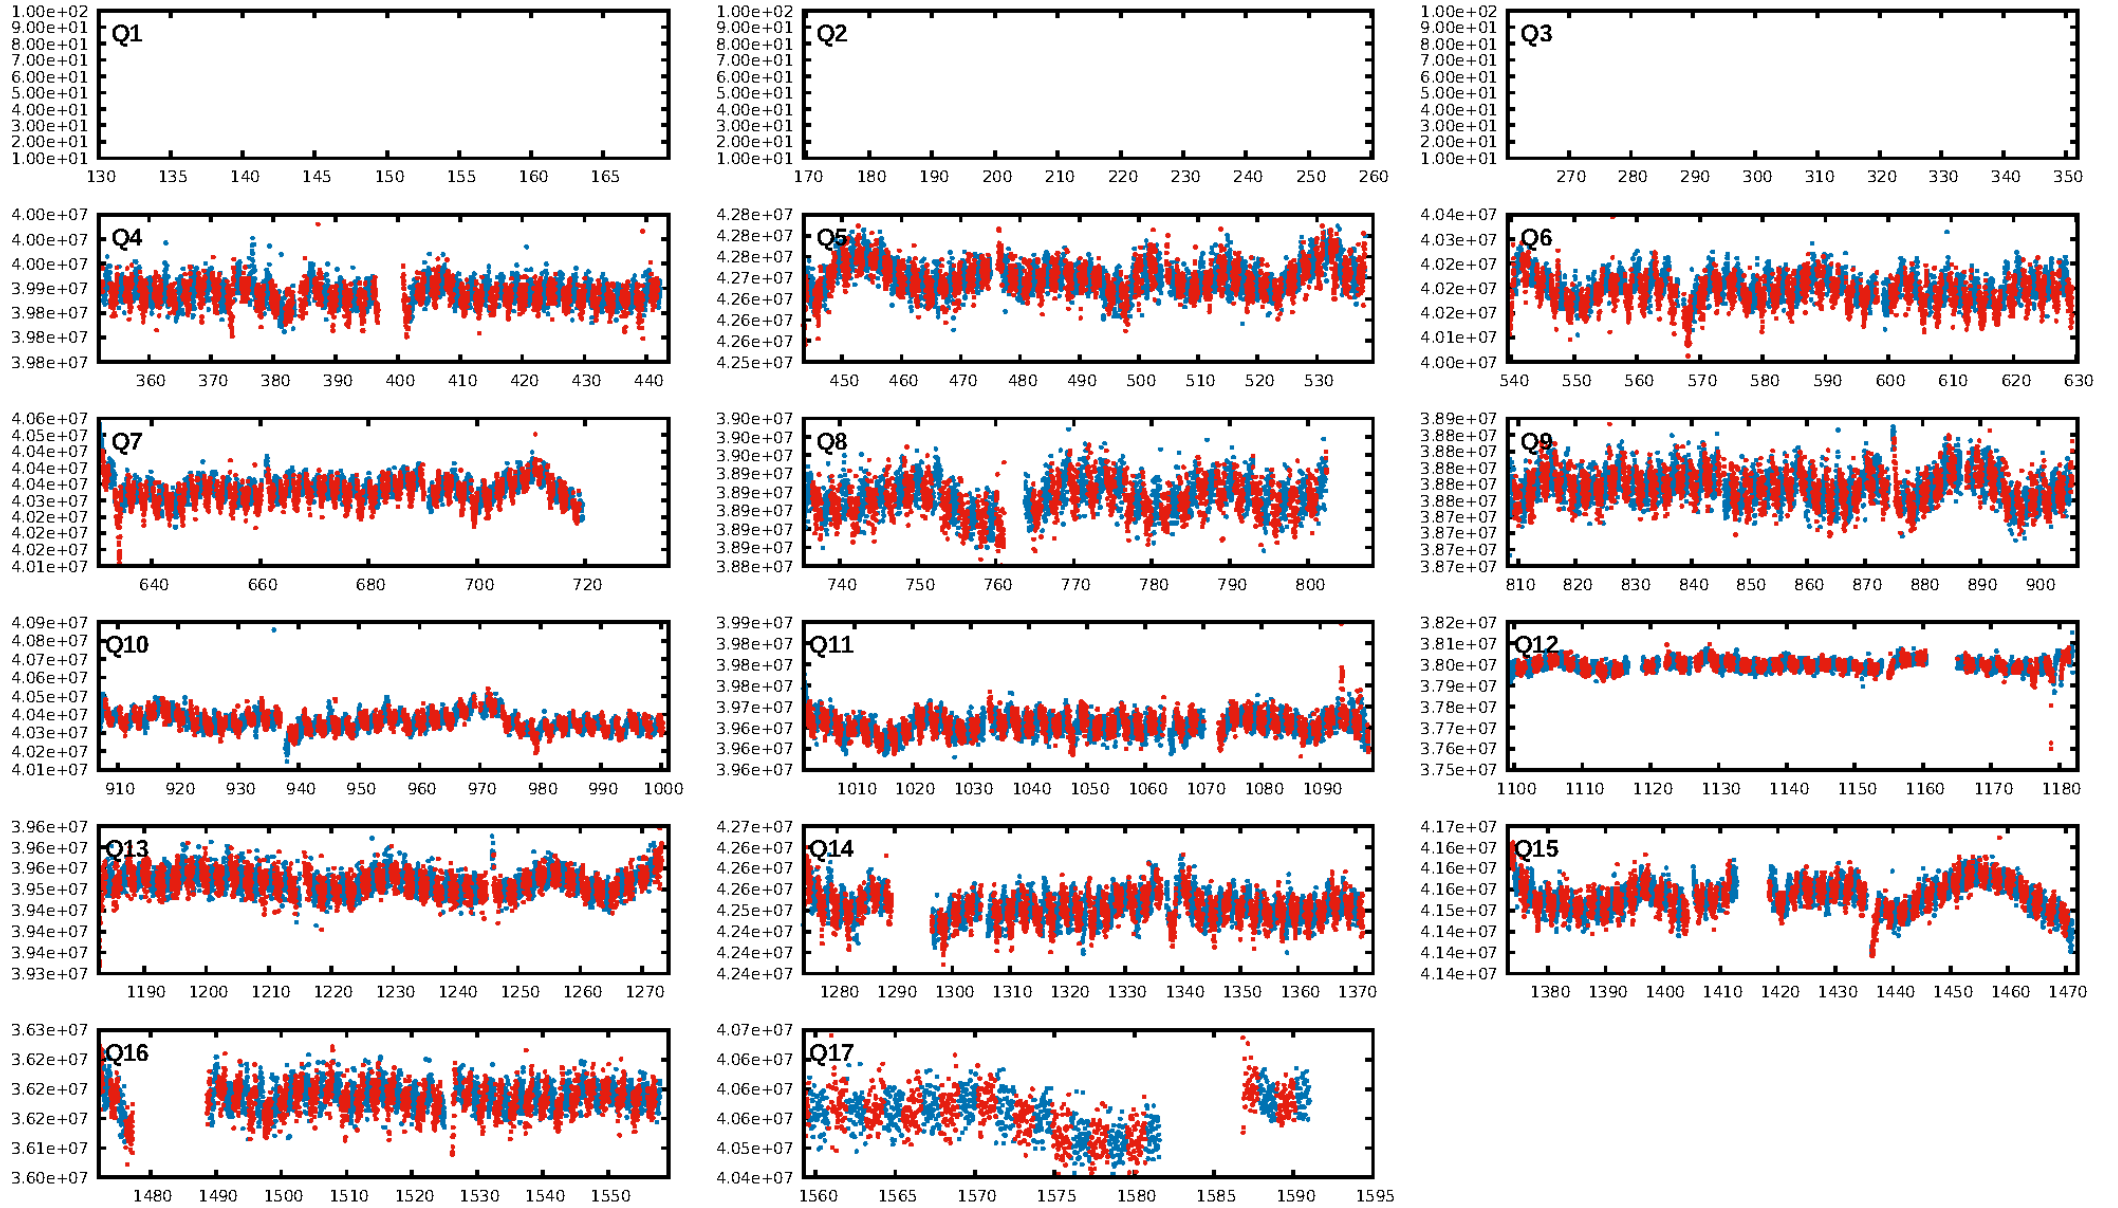 1.00e+02 9.00e+01 8.00e+01 7.00e+01 6.00e+01 5.00e+01 4.00e+01 3.00e+01 2.00e+01 1.00e+01
Q1
130 135 140 145 150 155 160 165
1.00e+02 9.00e+01 8.00e+01 7.00e+01 6.00e+01 5.00e+01 4.00e+01 3.00e+01 2.00e+01 1.00e+01
Q2
170 180 190 200 210 220 230 240 250 260
1.00e+02 9.00e+01 8.00e+01 7.00e+01 6.00e+01 5.00e+01 4.00e+01 3.00e+01 2.00e+01 1.00e+01
Q3
270 280 290 300 310 320 330 340 350
4.00e+07 4.00e+07 4.00e+07 3.99e+07 3.98e+07 3.98e+07 3.98e+07
Q4
360 370 380 390 400 410 420 430 440
4.28e+07 4.28e+07 4.28e+07 4.27e+07 4.26e+07 4.26e+07 4.26e+07 4.25e+07
Q5
450 460 470 480 490 500 510 520 530
4.04e+07 4.03e+07 4.02e+07 4.02e+07 4.01e+07 4.01e+07 4.00e+07
Q6
540 550 560 570 580 590 600 610 620 630
4.06e+07 4.05e+07 4.04e+07 4.04e+07 4.04e+07 4.03e+07 4.02e+07 4.02e+07 4.02e+07 4.01e+07
Q7
640 660 680 700 720
3.90e+07 3.90e+07 3.90e+07 3.89e+07 3.89e+07 3.89e+07 3.89e+07 3.89e+07 3.88e+07
Q8
740 750 760 770 780 790 800
3.89e+07 3.88e+07 3.88e+07 3.88e+07 3.88e+07 3.88e+07 3.87e+07 3.87e+07 3.87e+07 3.87e+07
Q9
810 820 830 840 850 860 870 880 890 900
4.09e+07 4.08e+07 4.07e+07 4.06e+07 4.05e+07 4.04e+07 4.03e+07 4.02e+07 4.01e+07
Q10
910 920 930 940 950 960 970 980 990 1000
3.99e+07 3.98e+07 3.98e+07 3.98e+07 3.97e+07 3.96e+07 3.96e+07 3.96e+07
Q11
1010 1020 1030 1040 1050 1060 1070 1080 1090
3.82e+07 3.81e+07 3.80e+07 3.79e+07 3.78e+07 3.77e+07 3.76e+07 3.75e+07
Q12
1100 1110 1120 1130 1140 1150 1160 1170 1180
3.96e+07 3.96e+07 3.96e+07 3.95e+07 3.94e+07 3.94e+07 3.94e+07 3.93e+07
Q13
1190 1200 1210 1220 1230 1240 1250 1260 1270
4.27e+07 4.26e+07 4.26e+07 4.25e+07 4.24e+07 4.24e+07 4.24e+07
Q14
1280 1290 1300 1310 1320 1330 1340 1350 1360 1370
4.17e+07 4.16e+07 4.16e+07 4.15e+07 4.14e+07 4.14e+07 4.14e+07
Q15
1380 1390 1400 1410 1420 1430 1440 1450 1460 1470
3.63e+07 3.62e+07 3.62e+07 3.62e+07 3.61e+07 3.60e+07
Q16
1480 1490 1500 1510 1520 1530 1540 1550
4.07e+07 4.06e+07 4.06e+07 4.06e+07 4.05e+07 4.04e+07
Q17
1560 1565 1570 1575 1580 1585 1590 1595